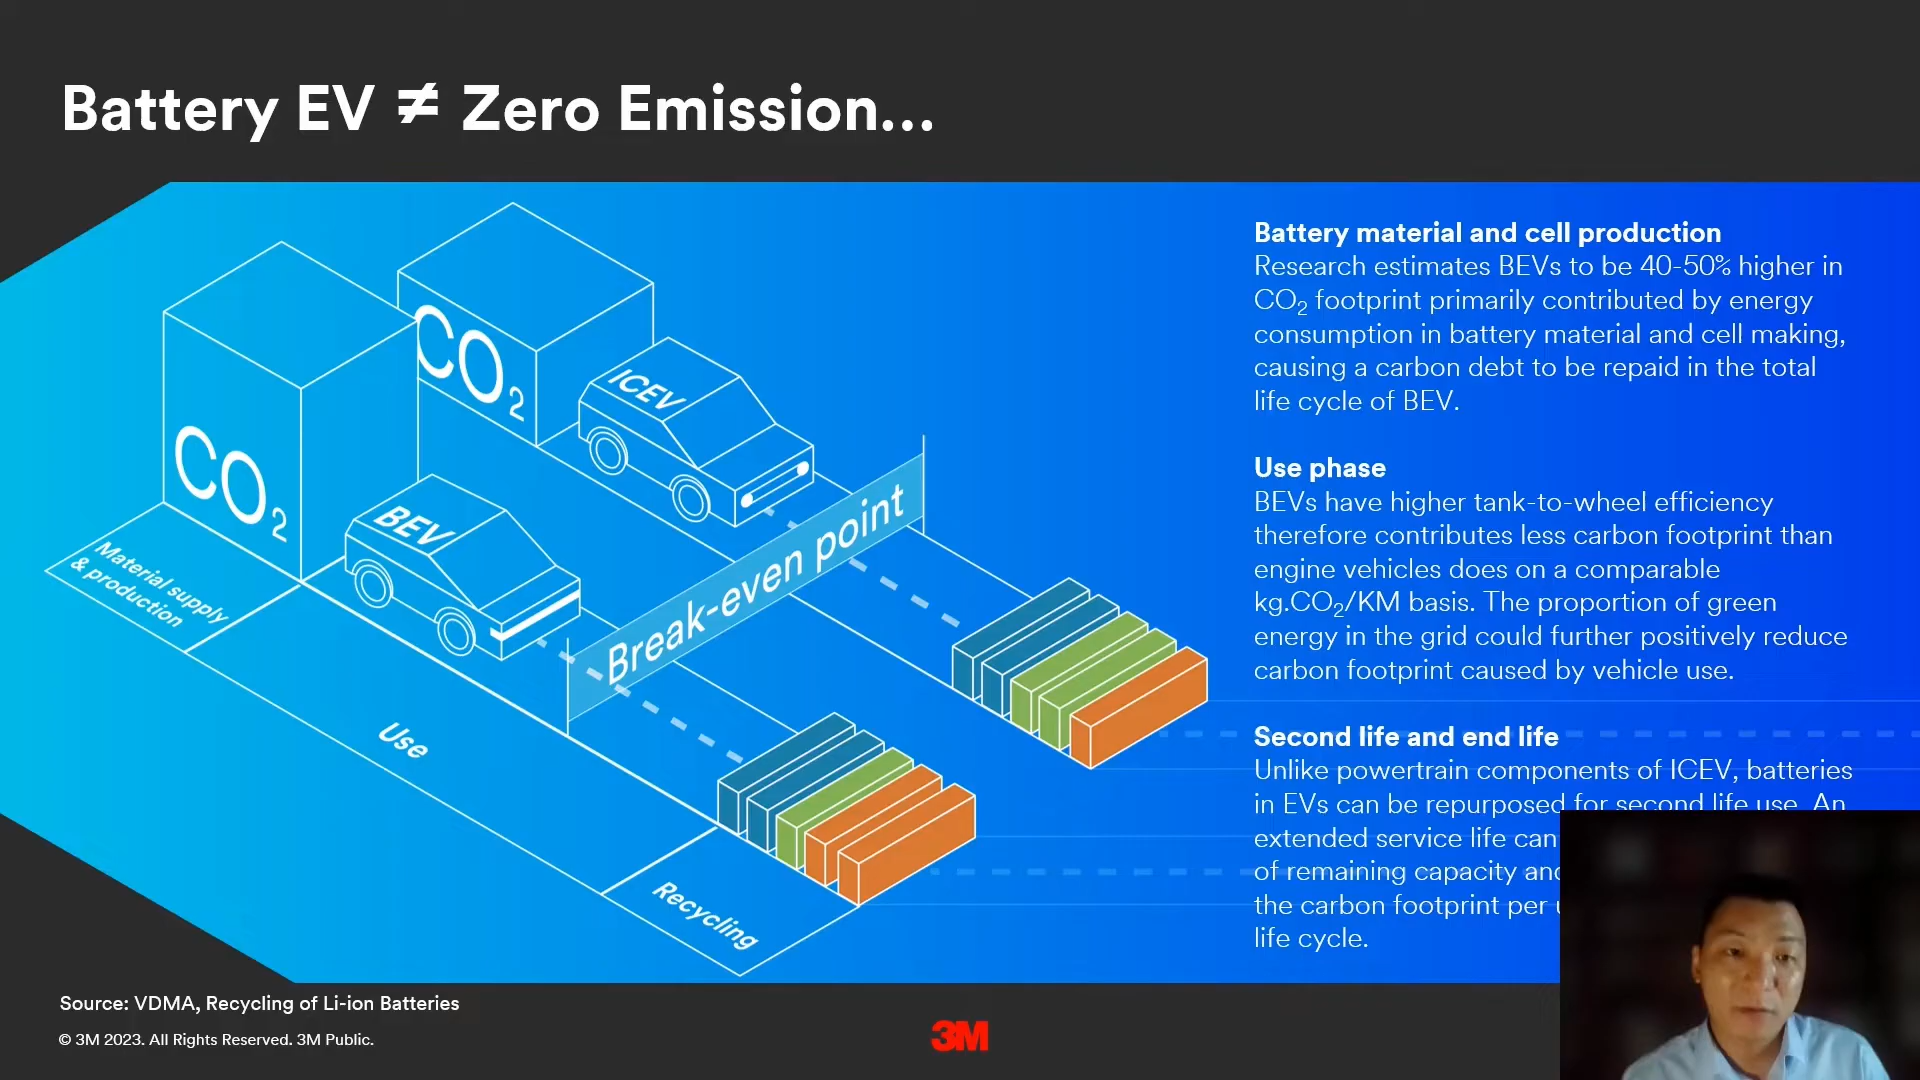 Battery EV ≠ Zero Emission...
CO2
CO2
ICEV
BEV
Break-even point
Material supply
& production
Use
Recycling
Battery material and cell production
Research estimates BEVs to be 40-50% higher in
CO2 footprint primarily contributed by energy
consumption in battery material and cell making,
causing a carbon debt to be repaid in the total
life cycle of BEV.
Use phase
BEVs have higher tank-to-wheel efficiency
therefore contributes less carbon footprint than
engine vehicles does on a comparable
kg.CO2/KM basis. The proportion of green
energy in the grid could further positively reduce
carbon footprint caused by vehicle use.
Second life and end life
Unlike powertrain components of ICEV, batteries
in EVs can be repurposed for second life use. An
extended service life can
of remaining capacity and
the carbon footprint per
life cycle.
Source: VDMA, Recycling of Li-ion Batteries
© 3M 2023. All Rights Reserved. 3M Public.
3M